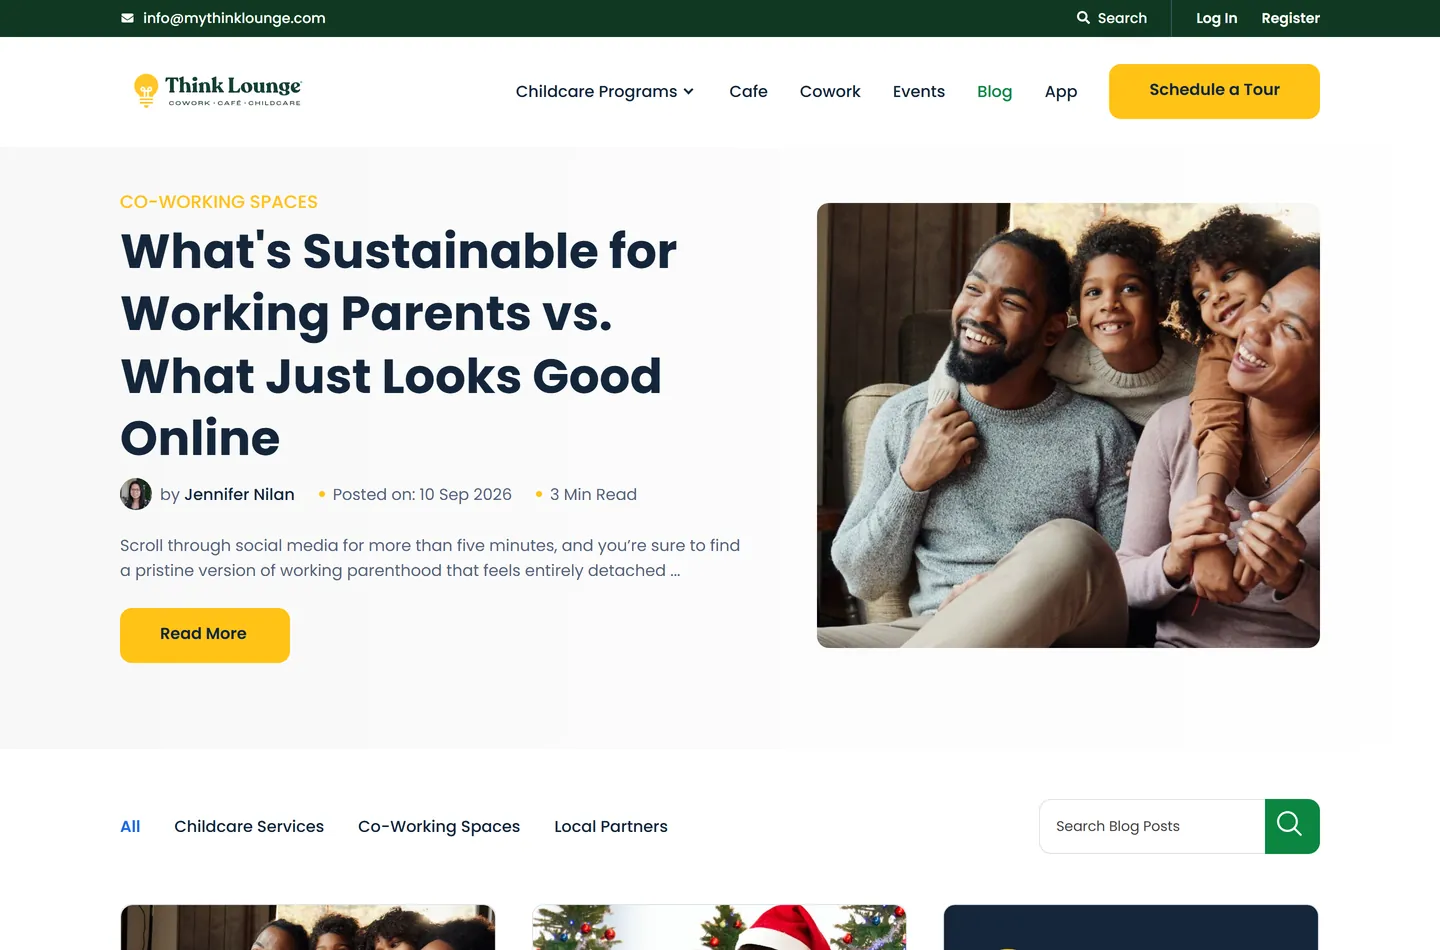 info@mythinklounge.com
Search
Log In
Register
Think Lounge
COWORK · CAFÉ · CHILDCARE
Childcare Programs
Cafe
Cowork
Events
Blog
App
Schedule a Tour
CO-WORKING SPACES
What's Sustainable for
Working Parents vs.
What Just Looks Good
Online
by Jennifer Nilan
Posted on: 10 Sep 2026
3 Min Read
Scroll through social media for more than five minutes, and you’re sure to find
a pristine version of working parenthood that feels entirely detached ...
Read More
All
Childcare Services
Co-Working Spaces
Local Partners
Search Blog Posts